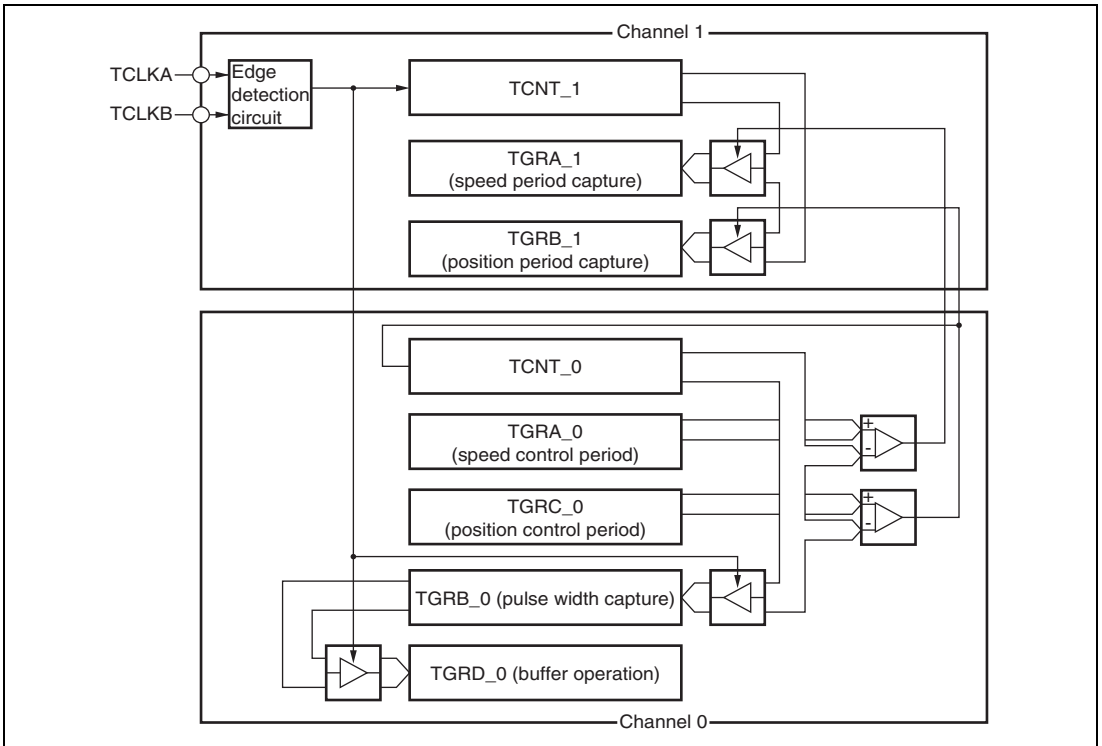 Channel 1
TCLKA
TCLKB
Edge
detection
circuit
TCNT_1
TGRA_1
(speed period capture)
TGRB_1
(position period capture)
TCNT_0
TGRA_0
(speed control period)
TGRC_0
(position control period)
TGRB_0 (pulse width capture)
TGRD_0 (buffer operation)
+
-
+
-
Channel 0